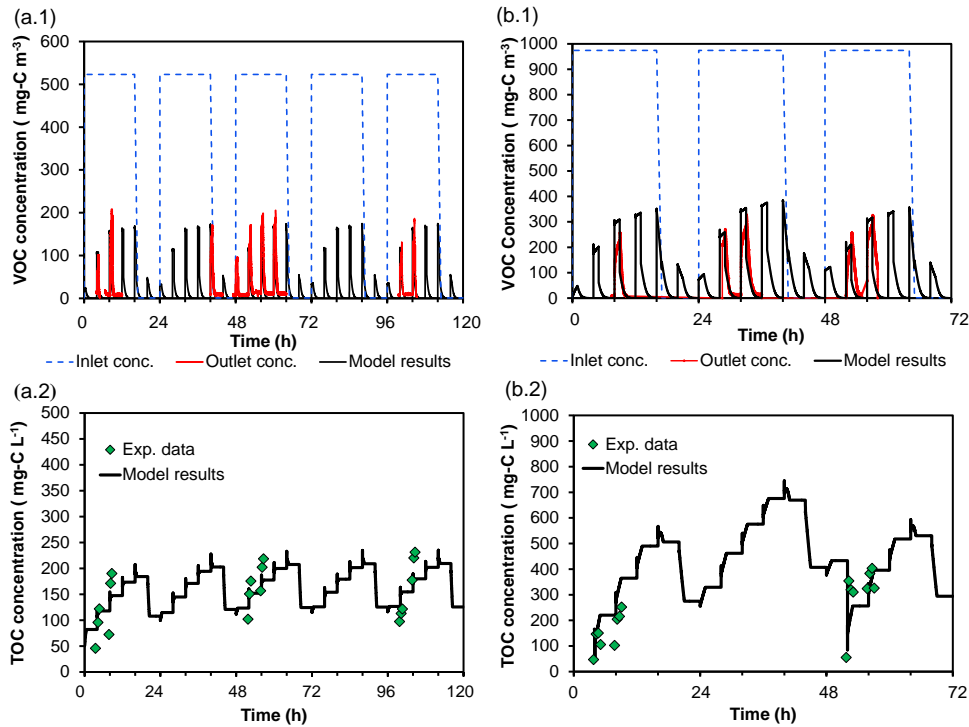 (a.1)
VOC concentration ( mg-C m-3)
600
500
400
300
200
100
0
0 24 48 72 96 120
Time (h)
Inlet conc. Outlet conc. Model results
(b.1)
VOC Concentration ( mg-C m-3)
1000
900
800
700
600
500
400
300
200
100
0
0 12 24 36 48 60 72
Time (h)
Inlet conc. Outlet conc. Model results
(a.2)
TOC concentration ( mg-C L-1)
500
450
400
350
300
250
200
150
100
50
0
Exp. data
Model results
0 24 48 72 96 120
Time (h)
(b.2)
TOC concentration ( mg-C L-1)
1000
900
800
700
600
500
400
300
200
100
0
Exp. data
Model results
0 24 48 72
Time (h)